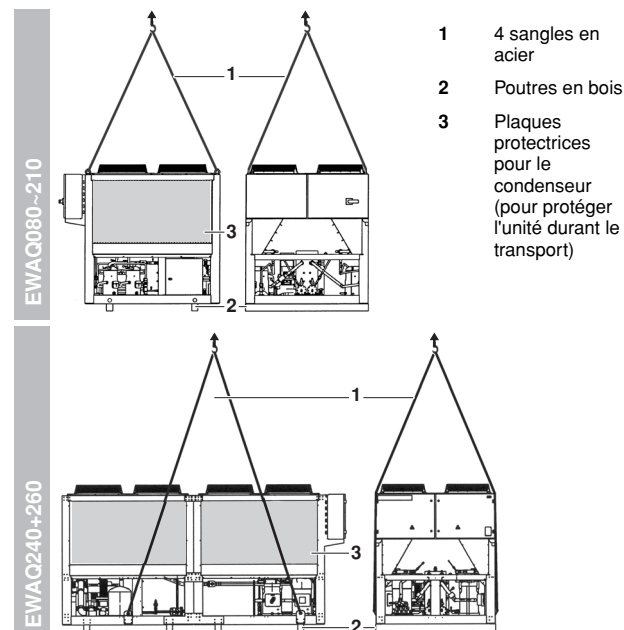 EWAQ080~210
1
1 4 sangles en
acier
2 Poutres en bois
3 Plaques
protectrices
pour le
condenseur
(pour protéger
l'unité durant le
transport)
3
2
EWAQ240+260
1
3
2